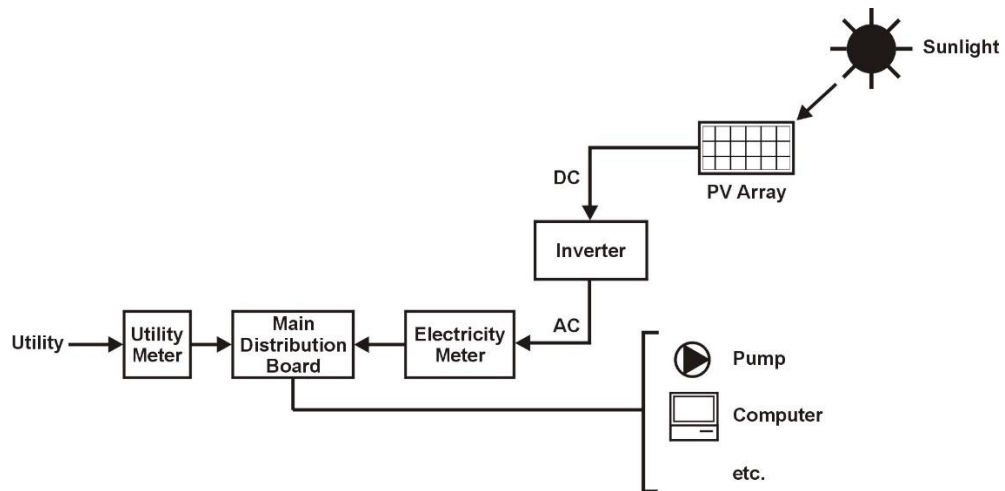 Sunlight
PV Array
DC
Inverter
AC
Utility
Utility
Meter
Main
Distribution
Board
Electricity
Meter
Pump
Computer
etc.